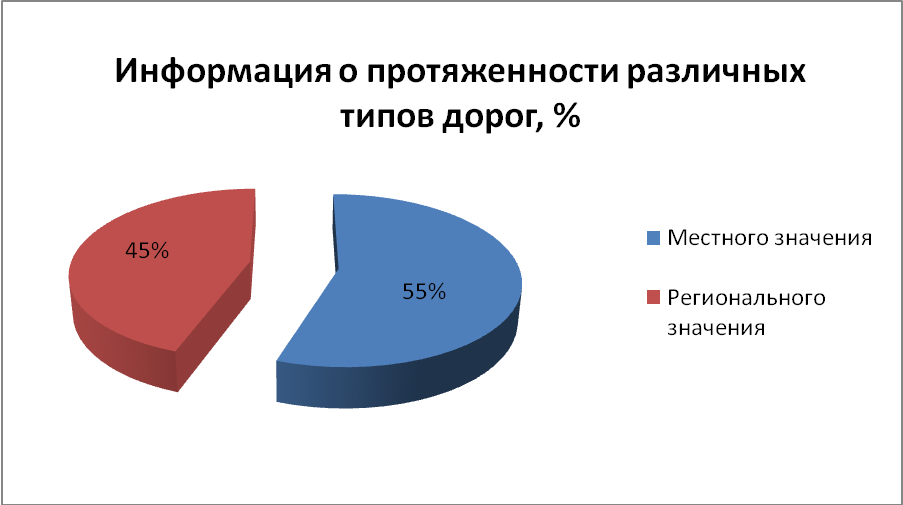 Информация о протяженности различных
типов дорог, %
45%
55%
Местного значения
Регионального
значения